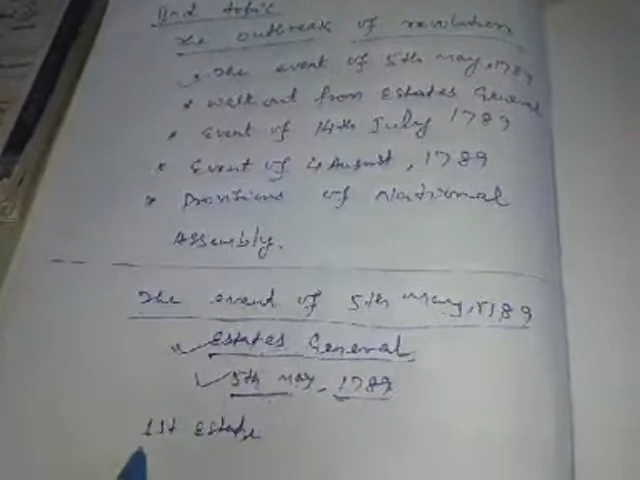 IInd topic
The outbreak of revolution
The event of 5th May, 1789
* walk out from Estates General
* Event of 14th July 1789
* Event of 4 August, 1789
* Provisions of National
Assembly.
The event of 5th May, 1789
Estates General
5th May, 1789
1st Estate